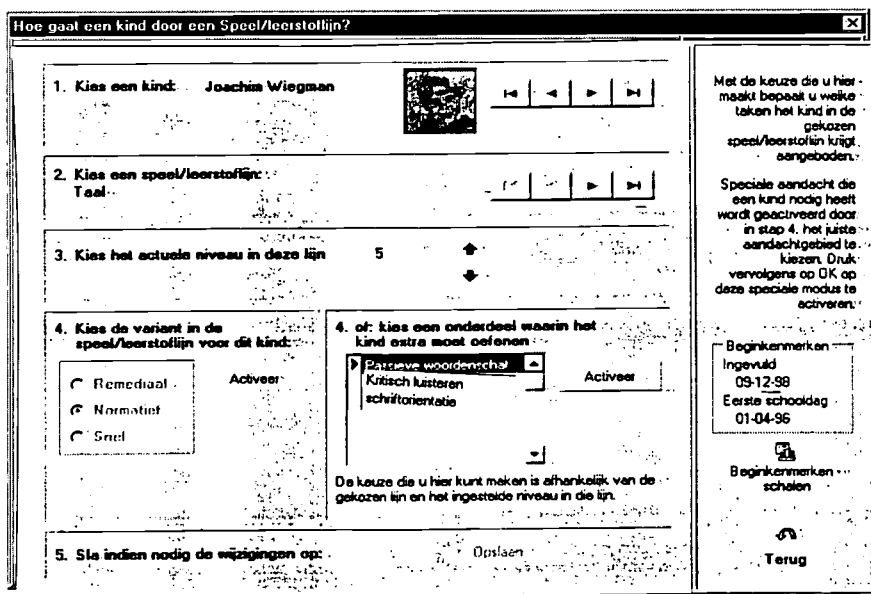 Hoe gaat een kind door een Speel/leerstoflijn?
1. Kies een kind: Joachim Wiegman
2. Kies een speel/leerstoflijn:
Taal
3. Kies het actuele niveau in deze lijn 5
4. Kies de variant in de
speel/leerstoflijn voor dit kind:
Remediaal
Normatief
Snel
Activeer
4. of: kies een onderdeel waarin het
kind extra moet oefenen
Passieve woordenschat
Kritisch luisteren
schriftorientatie
Activeer
De keuze die u hier kunt maken is afhankelijk van de
gekozen lijn en het ingestelde niveau in die lijn.
5. Sla indien nodig de wijzigingen op:
Opslaan
Met de keuze die u hier
maakt bepaalt u welke
taken het kind in de
gekozen
speel/leerstoflijn krijgt
aangeboden.
Speciale aandacht die
een kind nodig heeft
wordt geactiveerd door
in stap 4. het juiste
aandachtgebied te
kiezen. Druk
vervolgens op OK op
deze speciale modus te
activeren.
Beginkenmerken
Ingevuld
09-12-98
Eerste schooldag
01-04-96
Beginkenmerken
schalen
Terug